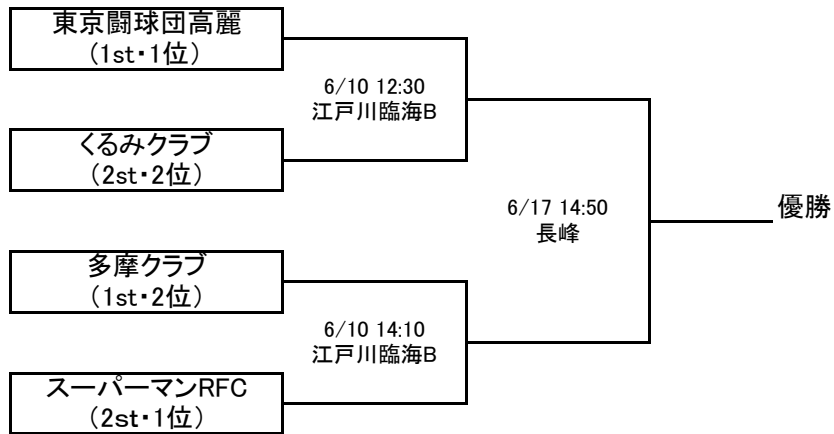 東京闘球団高麗
（1st・1位）
6/10 12:30
江戸川臨海B
くるみクラブ
（2st・2位）
6/17 14:50
長峰
優勝
多摩クラブ
（1st・2位）
6/10 14:10
江戸川臨海B
スーパーマンRFC
（2st・1位）